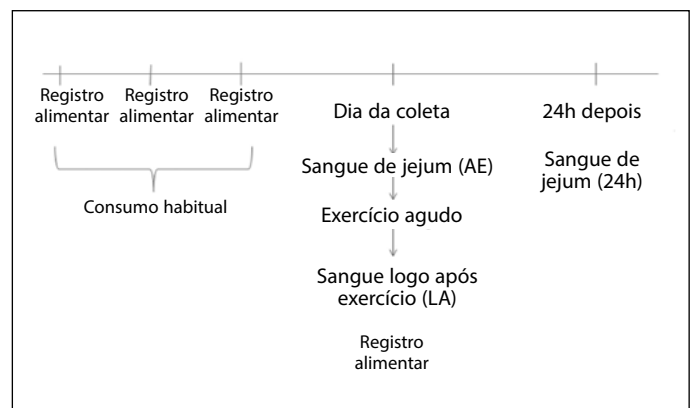 Registro
alimentar
Registro
alimentar
Registro
alimentar
Consumo habitual
Dia da coleta
Sangue de jejum (AE)
Exercício agudo
Sangue logo após
exercício (LA)
Registro
alimentar
24h depois
Sangue de
jejum (24h)